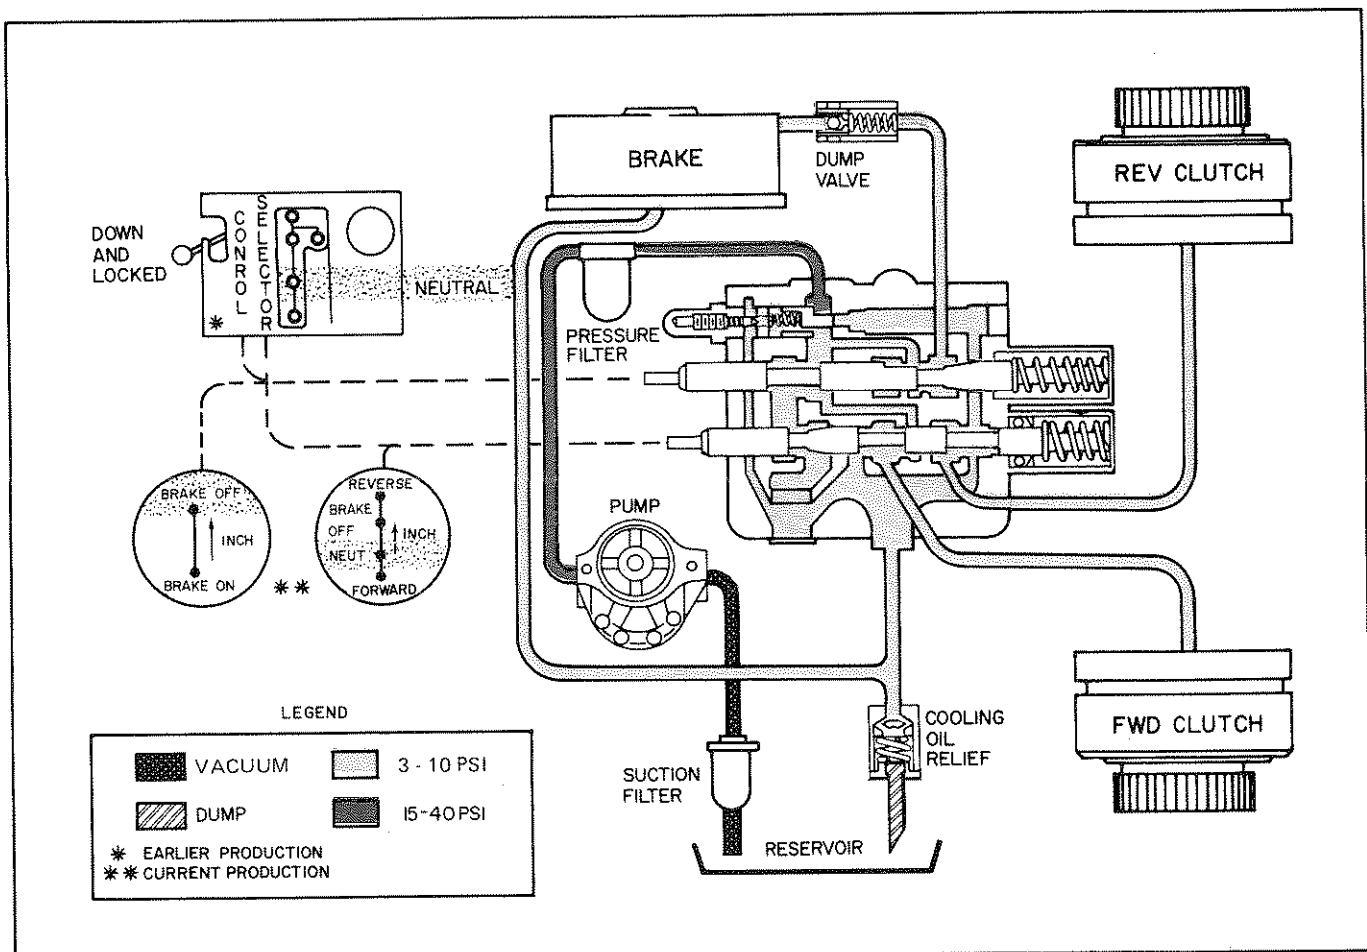 BRAKE
DUMP
VALVE
REV CLUTCH
DOWN
AND
LOCKED
CONROL
SELECTOR
*
NEUTRAL
PRESSURE
FILTER
BRAKE OFF
INCH
BRAKE ON
**
REVERSE
BRAKE
OFF
INCH
NEUT
FORWARD
PUMP
COOLING
OIL
RELIEF
FWD CLUTCH
SUCTION
FILTER
RESERVOIR
LEGEND
VACUUM
3 - 10 PSI
DUMP
15-40 PSI
* EARLIER PRODUCTION
** CURRENT PRODUCTION